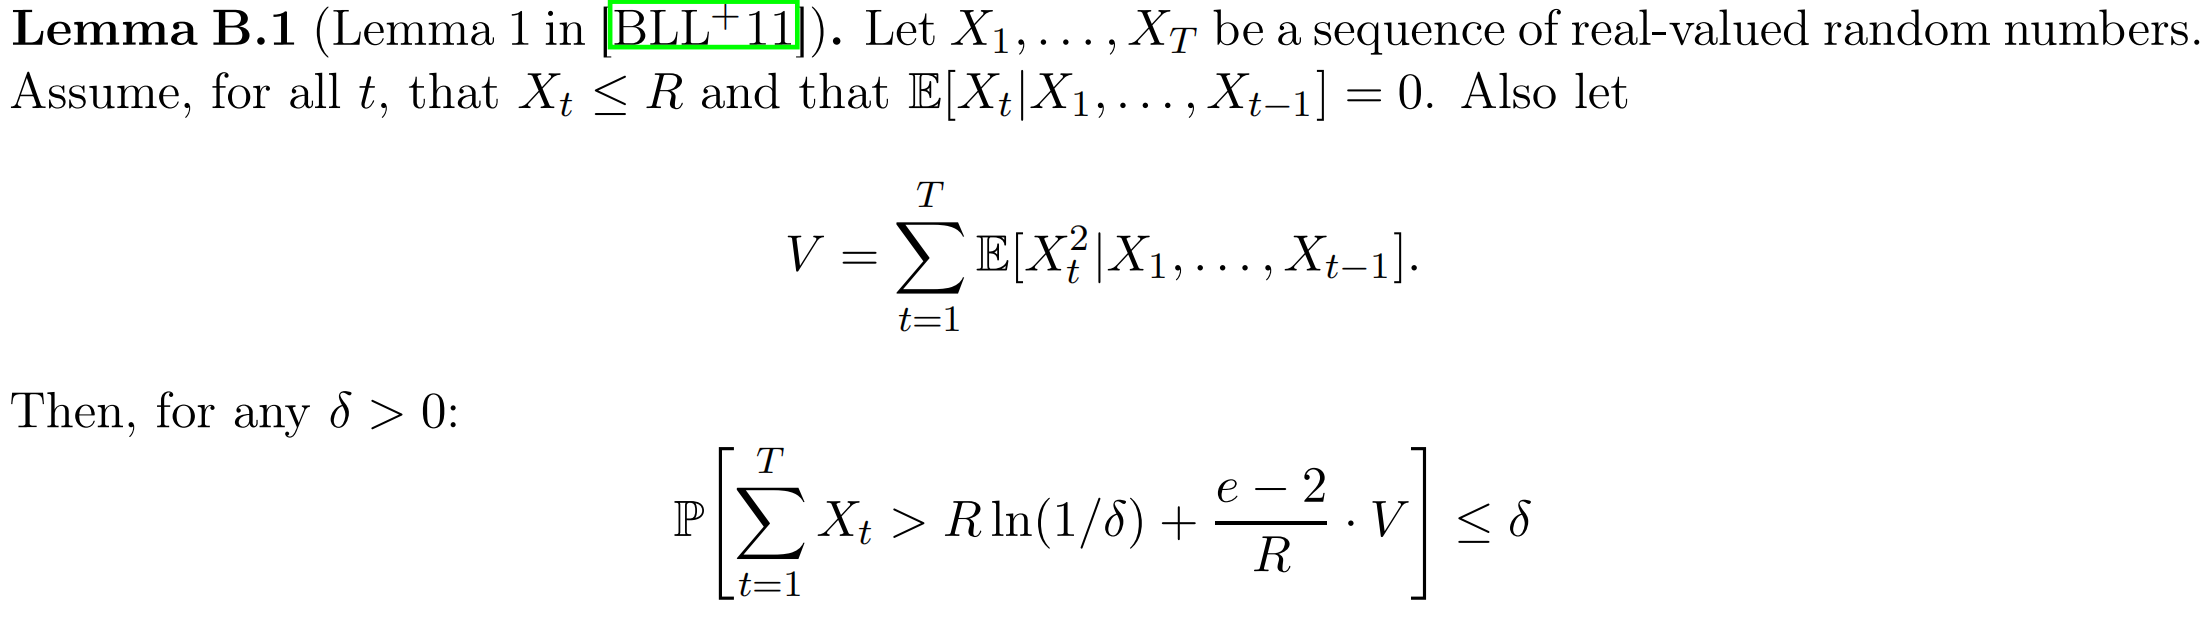 Lemma B.1 (Lemma 1 in [BLL+11]). Let X_1, . . . , X_T be a sequence of real-valued random numbers.
Assume, for all t, that X_t ≤ R and that 𝔼[X_t|X_1, . . . , X_{t−1}] = 0. Also let
V = \sum_{t=1}^{T} 𝔼[X_t^2|X_1, . . . , X_{t−1}].
Then, for any δ > 0:
ℙ[\sum_{t=1}^{T} X_t > R ln(1/δ) + \frac{e − 2}{R} · V] ≤ δ